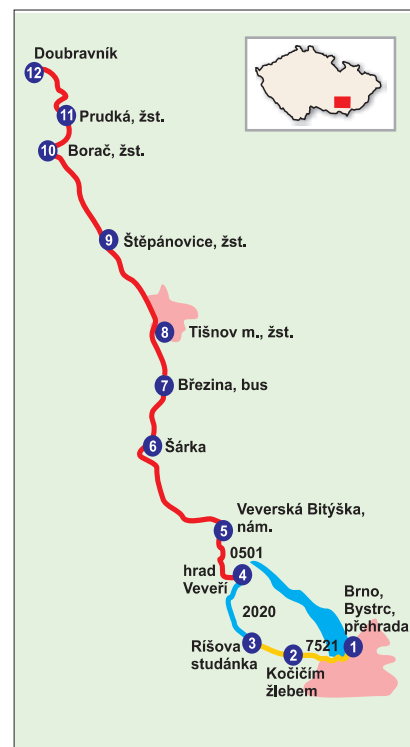 Doubravník
12
11
Prudká, žst.
10
Borač, žst.
9
Štěpánovice, žst.
8
Tišnov m., žst.
7
Březina, bus
6
Šárka
Veverská Bitýška,
nám.
5
0501
hrad
Veveří
4
Brno,
Bystrc,
přehrada
2020
7521
1
3
2
Ríšova
studánka
Kočičím
žlebem